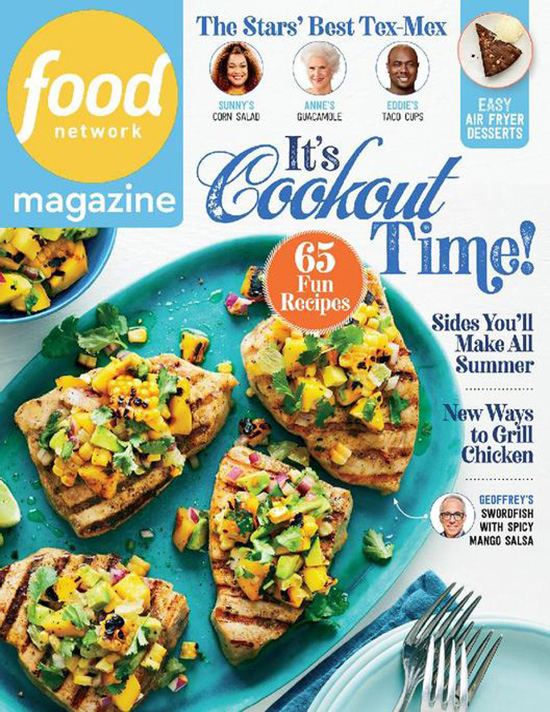 food
network
magazine
The Stars' Best Tex-Mex
SUNNY'S
CORN SALAD
ANNE'S
GUACAMOLE
EDDIE'S
TACO CUPS
EASY
AIR FRYER
DESSERTS
It's
Cookout
Time!
65
Fun
Recipes
Sides You'll
Make All
Summer
New Ways
to Grill
Chicken
GEOFFREY'S
SWORDFISH
WITH SPICY
MANGO SALSA